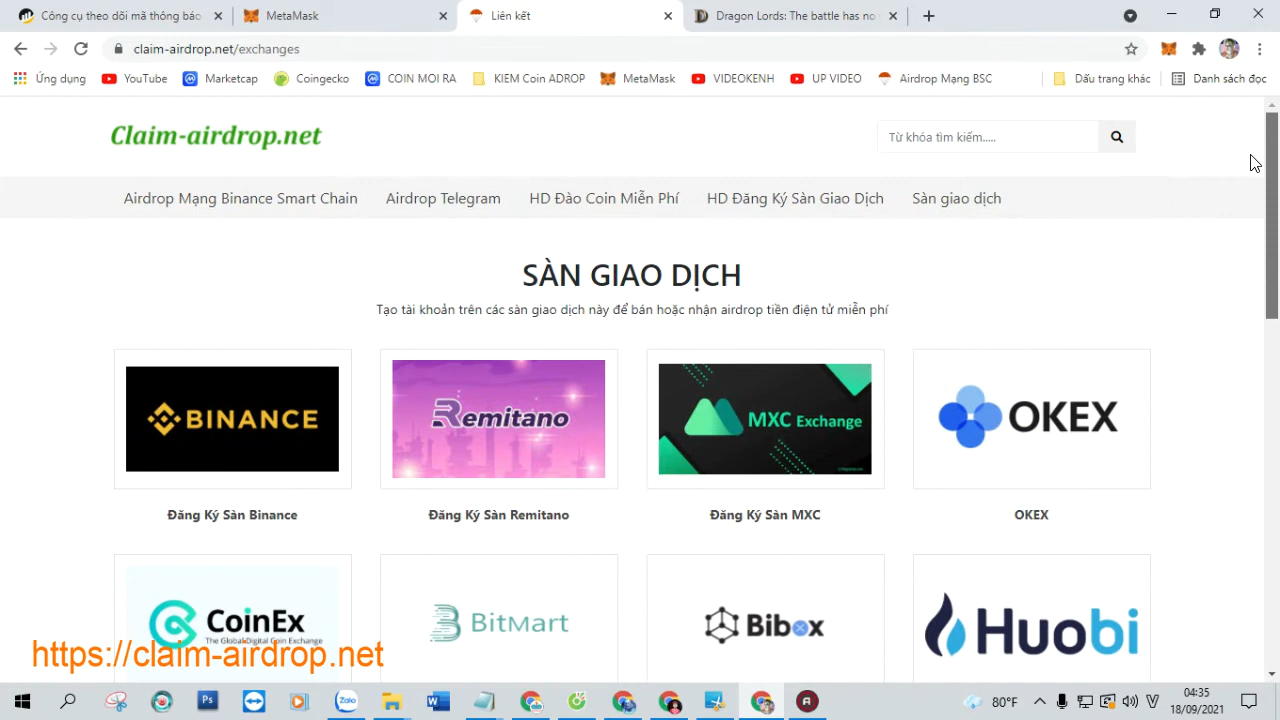 Công cụ theo dõi mã thông báo
MetaMask
Liên kết
Dragon Lords: The battle has no
claim-airdrop.net/exchanges
Ứng dụng
YouTube
Marketcap
Coingecko
COIN MOI RA
KIEM Coin ADROP
MetaMask
VIDEOKENH
UP VIDEO
Airdrop Mạng BSC
Dấu trang khác
Danh sách đọc
Claim-airdrop.net
Từ khóa tìm kiếm.....
Airdrop Mạng Binance Smart Chain
Airdrop Telegram
HD Đào Coin Miễn Phí
HD Đăng Ký Sàn Giao Dịch
Sàn giao dịch
SÀN GIAO DỊCH
Tạo tài khoản trên các sàn giao dịch này để bán hoặc nhận airdrop tiền điện tử miễn phí
BINANCE
Remitano
MXC Exchange
OKEX
Đăng Ký Sàn Binance
Đăng Ký Sàn Remitano
Đăng Ký Sàn MXC
OKEX
CoinEx
The Global Digital Coin Exchange
BitMart
Bibox
Huobi
https://claim-airdrop.net
Ps
Zalo
W
80°F
V
04:35
18/09/2021